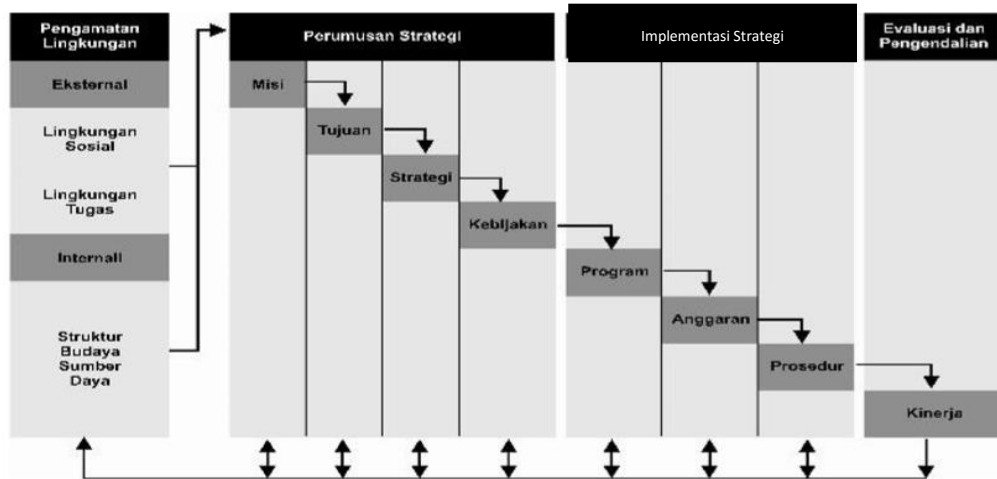 Pengamatan
Lingkungan
Perumusan Strategi
Implementasi Strategi
Evaluasi dan
Pengendalian
Eksternal
Lingkungan
Sosial
Lingkungan
Tugas
Internall
Struktur
Budaya
Sumber
Daya
Misi
Tujuan
Strategi
Kebijakan
Program
Anggaran
Prosedur
Kinerja